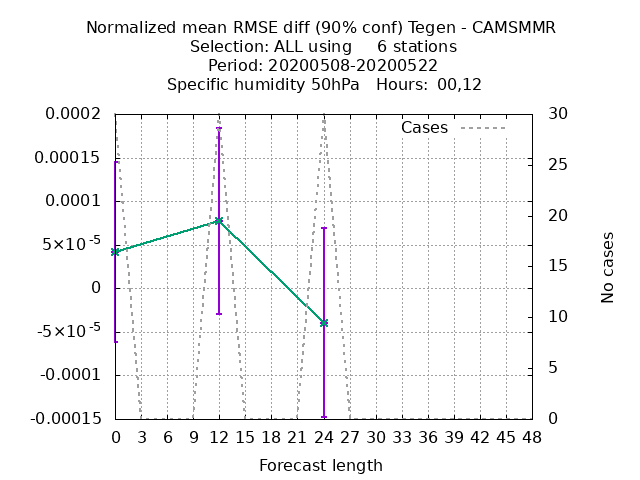 Normalized mean RMSE diff (90% conf) Tegen - CAMSMMR
Selection: ALL using     6 stations
Period: 20200508-20200522
Specific humidity 50hPa   Hours: 00,12
Cases
0.0002
0.00015
0.0001
5×10-5
0
-5×10-5
-0.0001
-0.00015
30
25
20
15
10
5
0
No cases
0 3 6 9 12 15 18 21 24 27 30 33 36 39 42 45 48
Forecast length